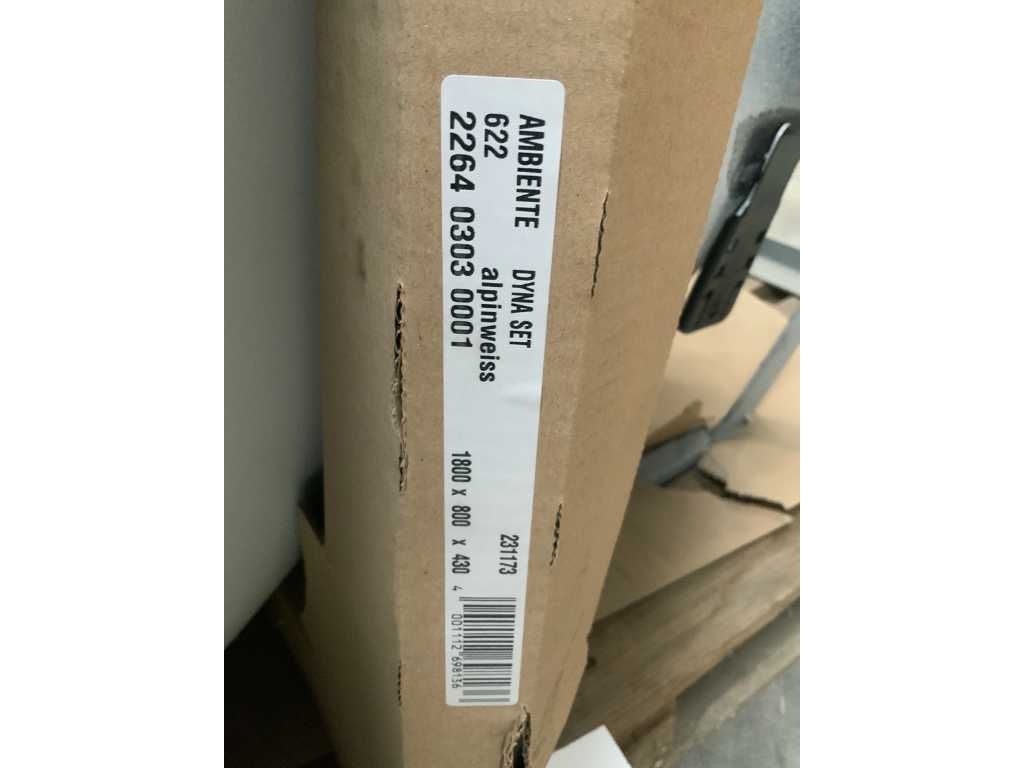 AMBIENTE DYNA SET 231173
622 alpinweiss
2264 0303 0001 1800 x 800 x 430
4 001112 698136